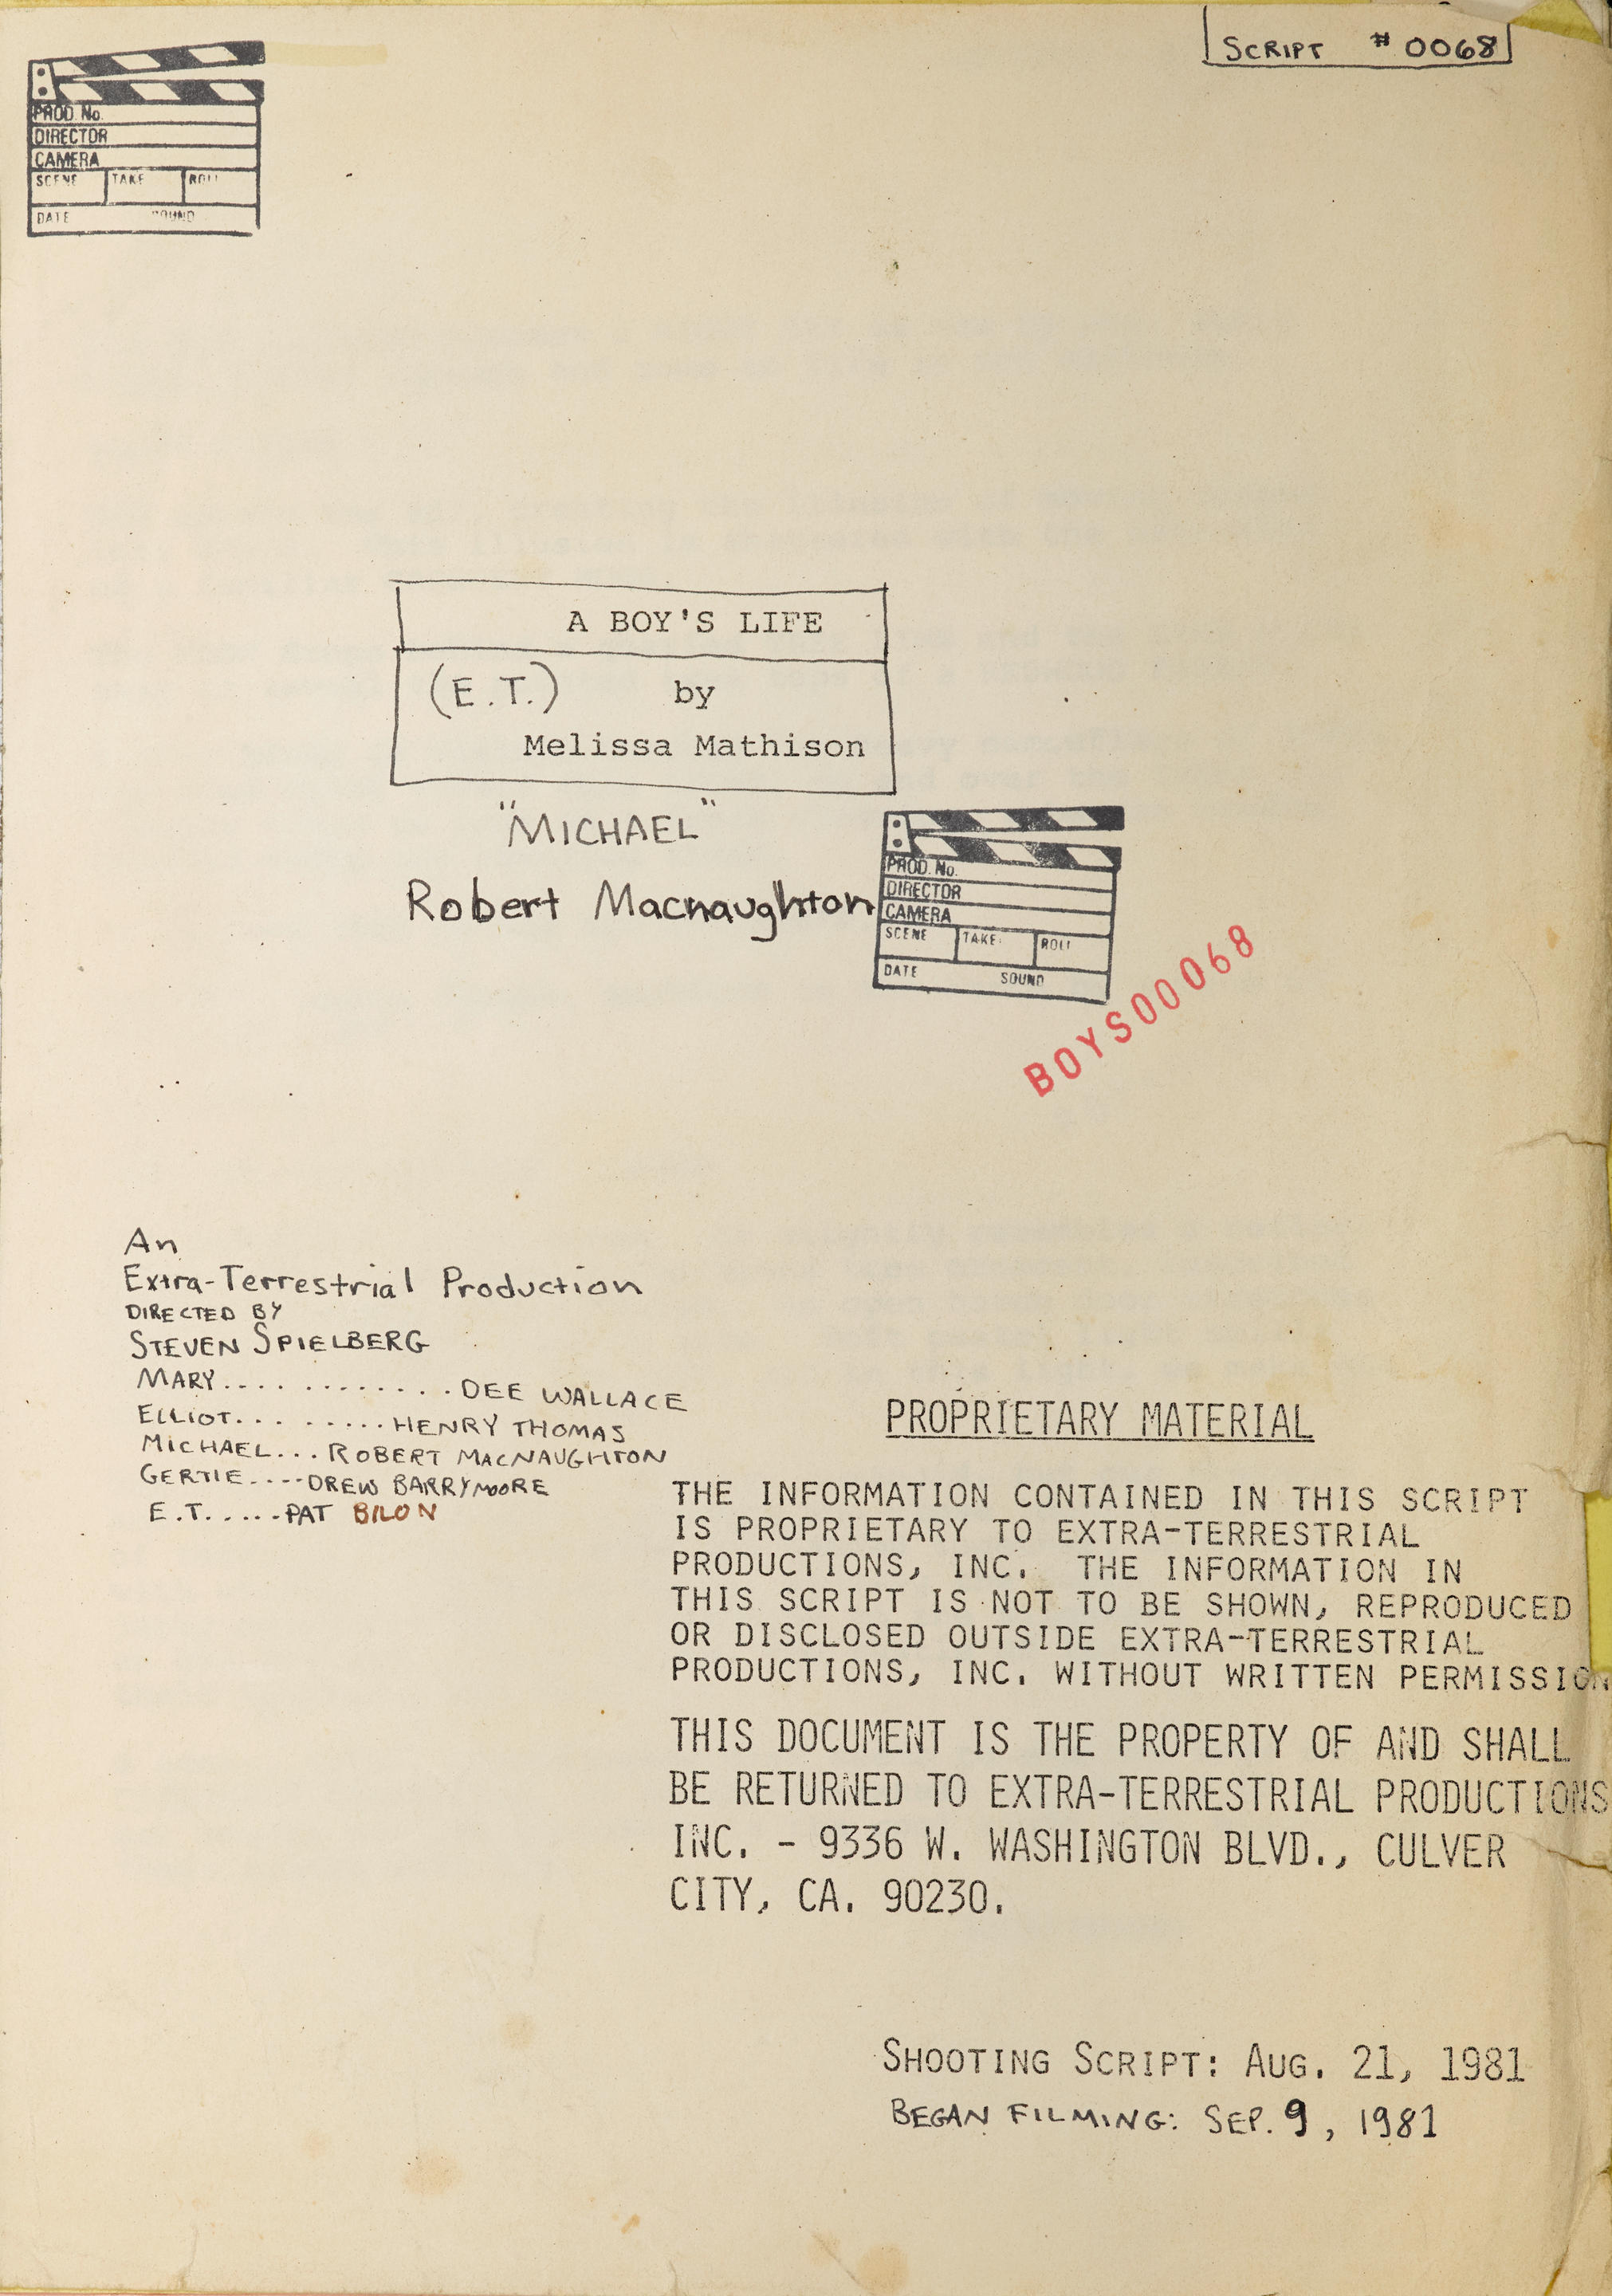 SCRIPT # 0068
PROD. No.
DIRECTOR
CAMERA
SCENE TAKE ROLL
DATE SOUND
A BOY'S LIFE
(E.T.) by
Melissa Mathison
"MICHAEL"
Robert Macnaughton
PROD. No.
DIRECTOR
CAMERA
SCENE TAKE ROLL
DATE SOUND
BOYS00068
An
Extra-Terrestrial Production
DIRECTED BY
STEVEN SPIELBERG
MARY.... ......... DEE WALLACE
ELLIOT... ...... HENRY THOMAS
MICHAEL... ROBERT MACNAUGHTON
GERTIE....DREW BARRYMORE
E.T......PAT BILON
PROPRIETARY MATERIAL
THE INFORMATION CONTAINED IN THIS SCRIPT
IS PROPRIETARY TO EXTRA-TERRESTRIAL
PRODUCTIONS, INC. THE INFORMATION IN
THIS SCRIPT IS NOT TO BE SHOWN, REPRODUCED
OR DISCLOSED OUTSIDE EXTRA-TERRESTRIAL
PRODUCTIONS, INC. WITHOUT WRITTEN PERMISSION
THIS DOCUMENT IS THE PROPERTY OF AND SHALL
BE RETURNED TO EXTRA-TERRESTRIAL PRODUCTIONS
INC. - 9336 W. WASHINGTON BLVD., CULVER
CITY, CA. 90230.
SHOOTING SCRIPT: AUG. 21, 1981
BEGAN FILMING: SEP. 9, 1981